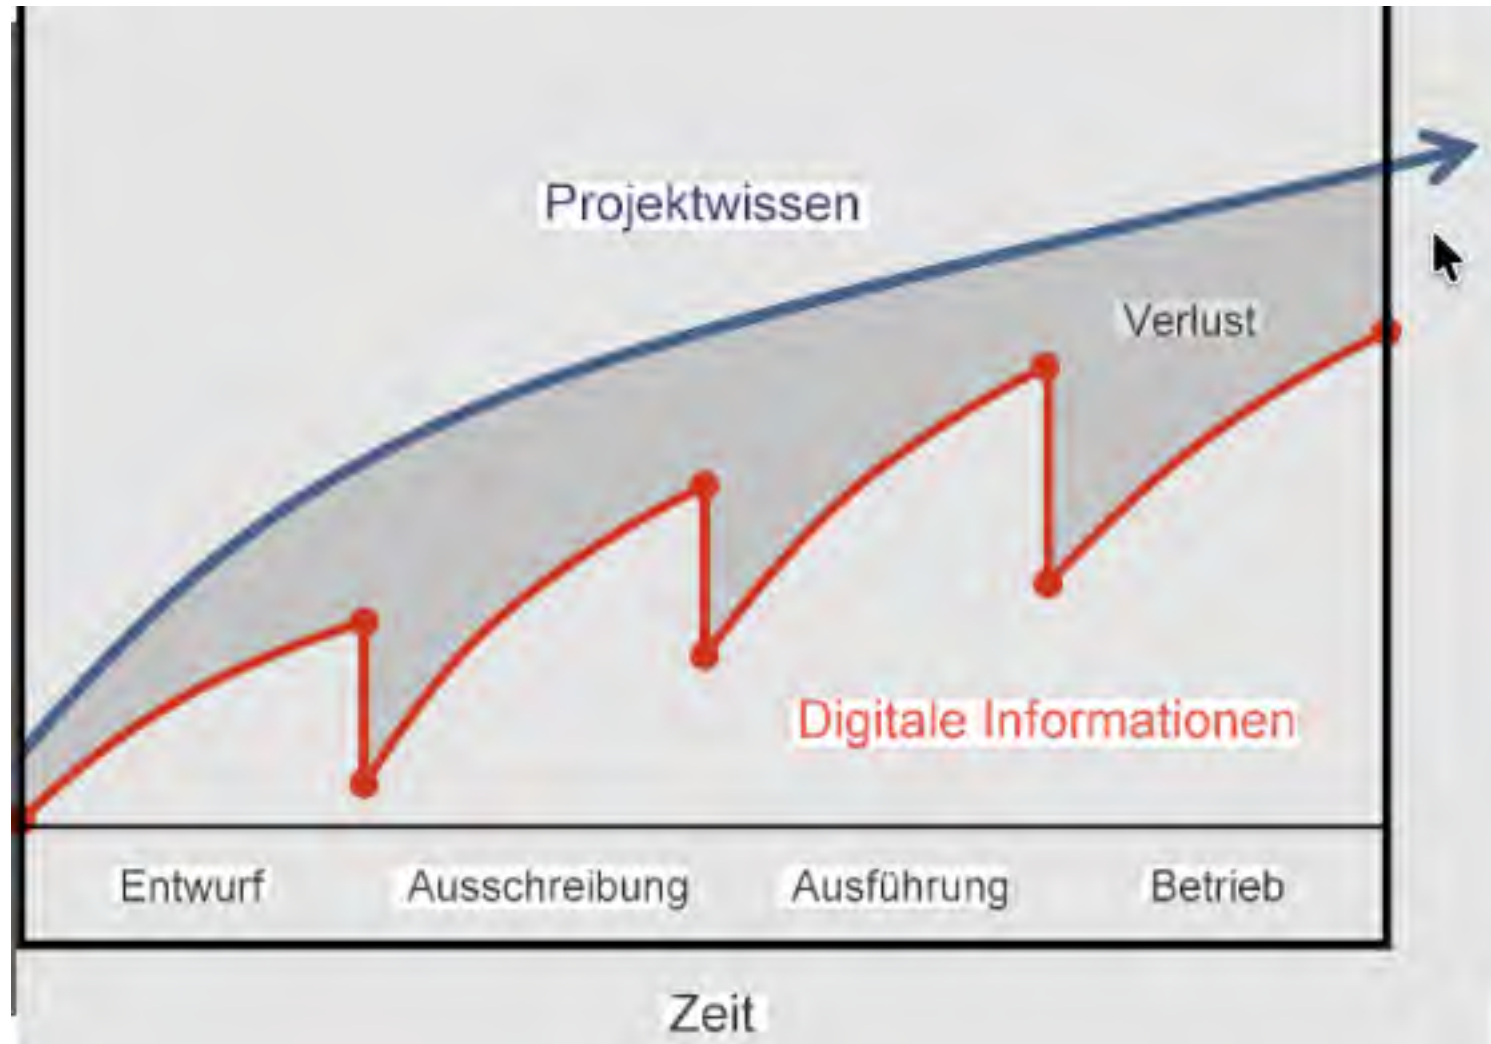 Projektwissen
Verlust
Digitale Informationen
Entwurf Ausschreibung Ausführung Betrieb
Zeit